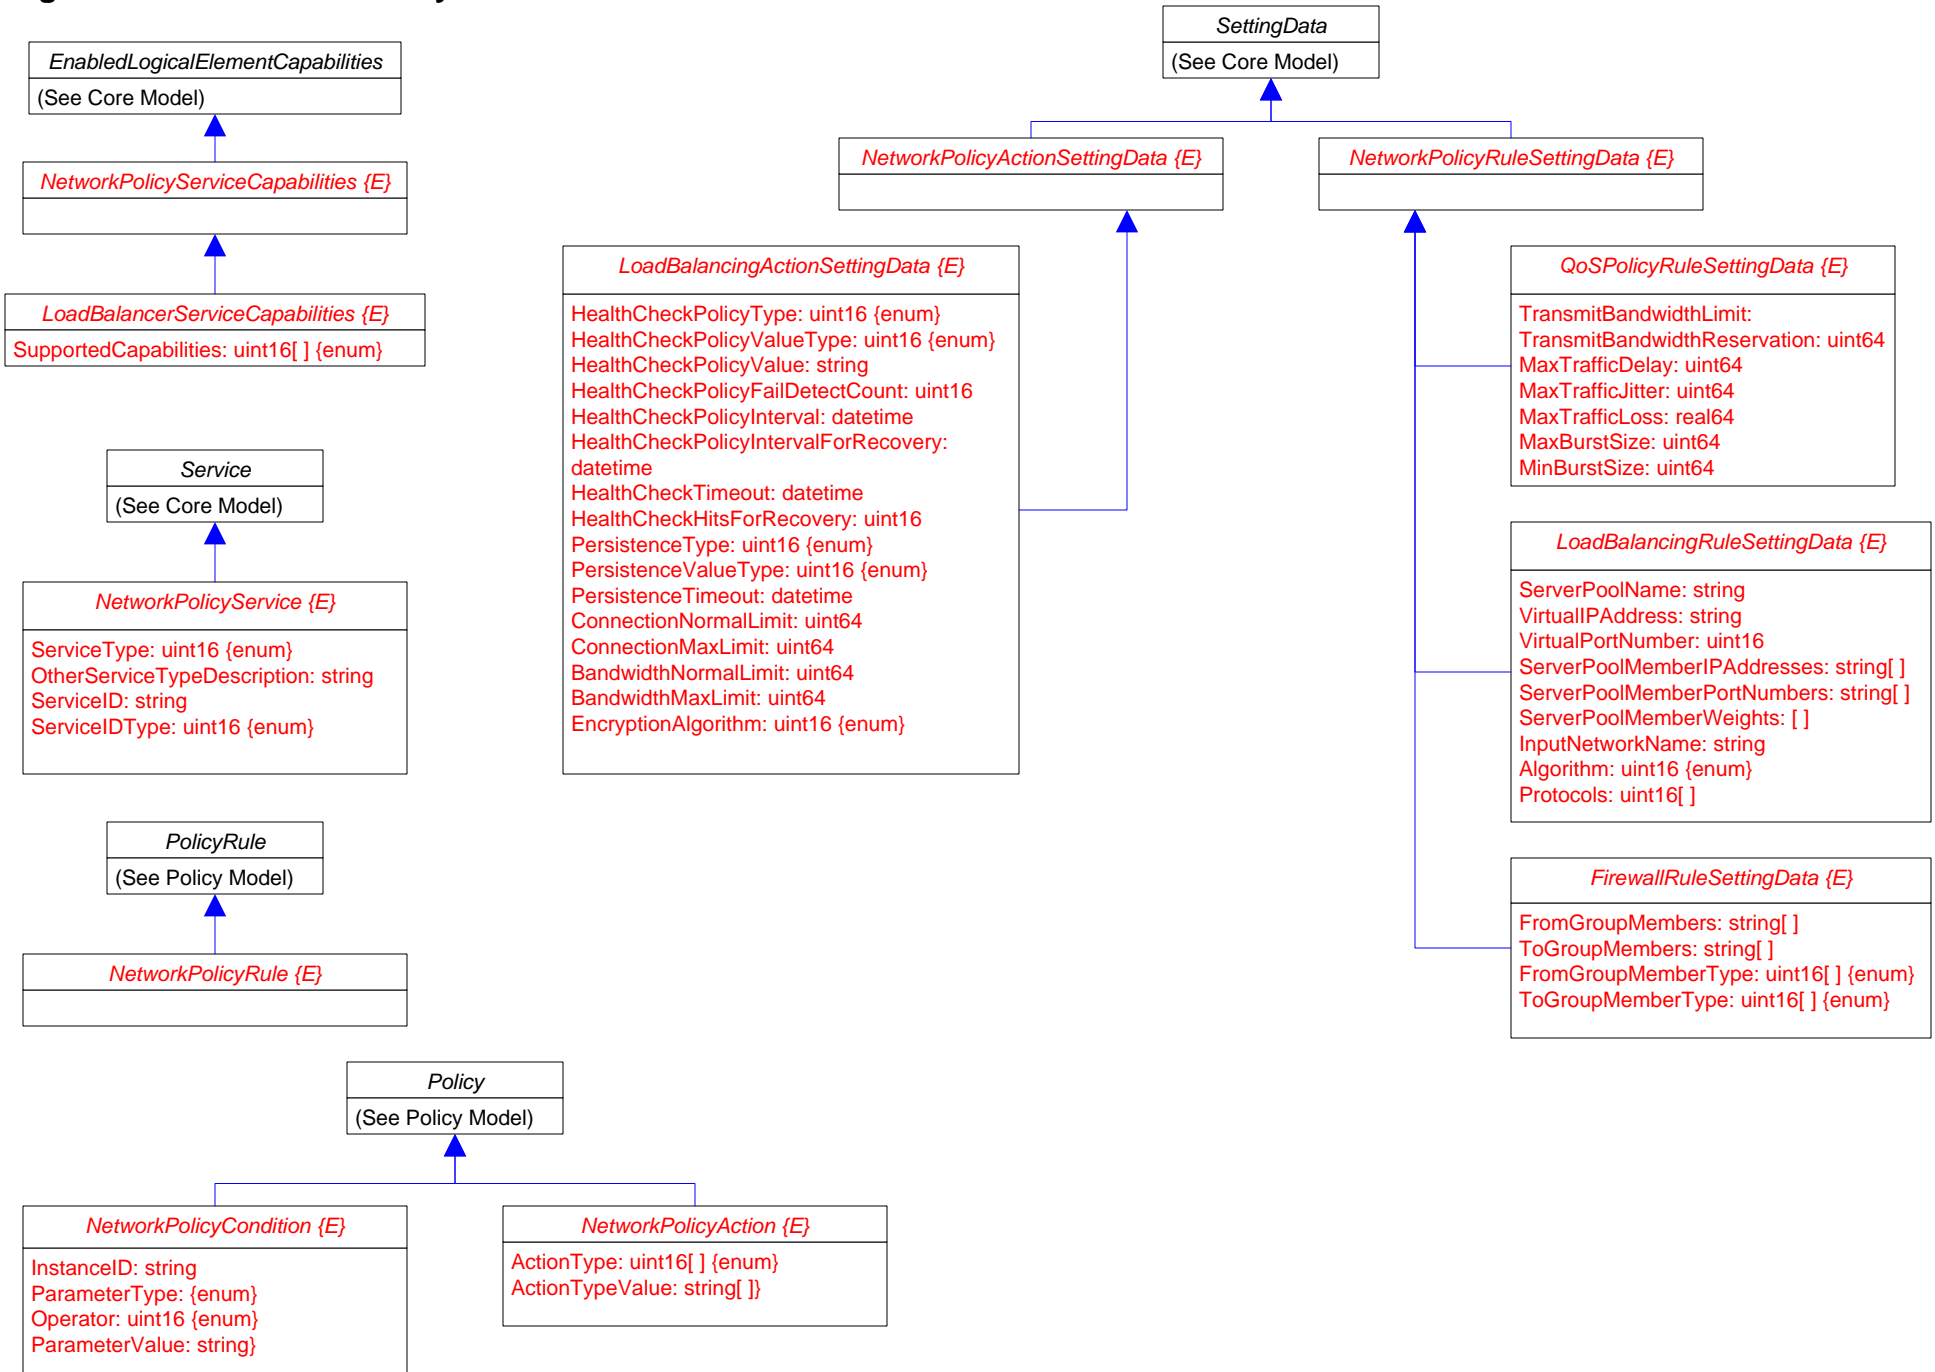 SettingData
(See Core Model)
EnabledLogicalElementCapabilities
(See Core Model)
NetworkPolicyServiceCapabilities {E}
LoadBalancerServiceCapabilities {E}
SupportedCapabilities: uint16[ ] {enum}
NetworkPolicyActionSettingData {E}
NetworkPolicyRuleSettingData {E}
LoadBalancingActionSettingData {E}
HealthCheckPolicyType: uint16 {enum}
HealthCheckPolicyValueType: uint16 {enum}
HealthCheckPolicyValue: string
HealthCheckPolicyFailDetectCount: uint16
HealthCheckPolicyInterval: datetime
HealthCheckPolicyIntervalForRecovery:
datetime
HealthCheckTimeout: datetime
HealthCheckHitsForRecovery: uint16
PersistenceType: uint16 {enum}
PersistenceValueType: uint16 {enum}
PersistenceTimeout: datetime
ConnectionNormalLimit: uint64
ConnectionMaxLimit: uint64
BandwidthNormalLimit: uint64
BandwidthMaxLimit: uint64
EncryptionAlgorithm: uint16 {enum}
QoSPolicyRuleSettingData {E}
TransmitBandwidthLimit:
TransmitBandwidthReservation: uint64
MaxTrafficDelay: uint64
MaxTrafficJitter: uint64
MaxTrafficLoss: real64
MaxBurstSize: uint64
MinBurstSize: uint64
Service
(See Core Model)
NetworkPolicyService {E}
ServiceType: uint16 {enum}
OtherServiceTypeDescription: string
ServiceID: string
ServiceIDType: uint16 {enum}
LoadBalancingRuleSettingData {E}
ServerPoolName: string
VirtualIPAddress: string
VirtualPortNumber: uint16
ServerPoolMemberIPAddresses: string[ ]
ServerPoolMemberPortNumbers: string[ ]
ServerPoolMemberWeights: [ ]
InputNetworkName: string
Algorithm: uint16 {enum}
Protocols: uint16[ ]
PolicyRule
(See Policy Model)
NetworkPolicyRule {E}
FirewallRuleSettingData {E}
FromGroupMembers: string[ ]
ToGroupMembers: string[ ]
FromGroupMemberType: uint16[ ] {enum}
ToGroupMemberType: uint16[ ] {enum}
Policy
(See Policy Model)
NetworkPolicyCondition {E}
InstanceID: string
ParameterType: {enum}
Operator: uint16 {enum}
ParameterValue: string}
NetworkPolicyAction {E}
ActionType: uint16[ ] {enum}
ActionTypeValue: string[ ]}